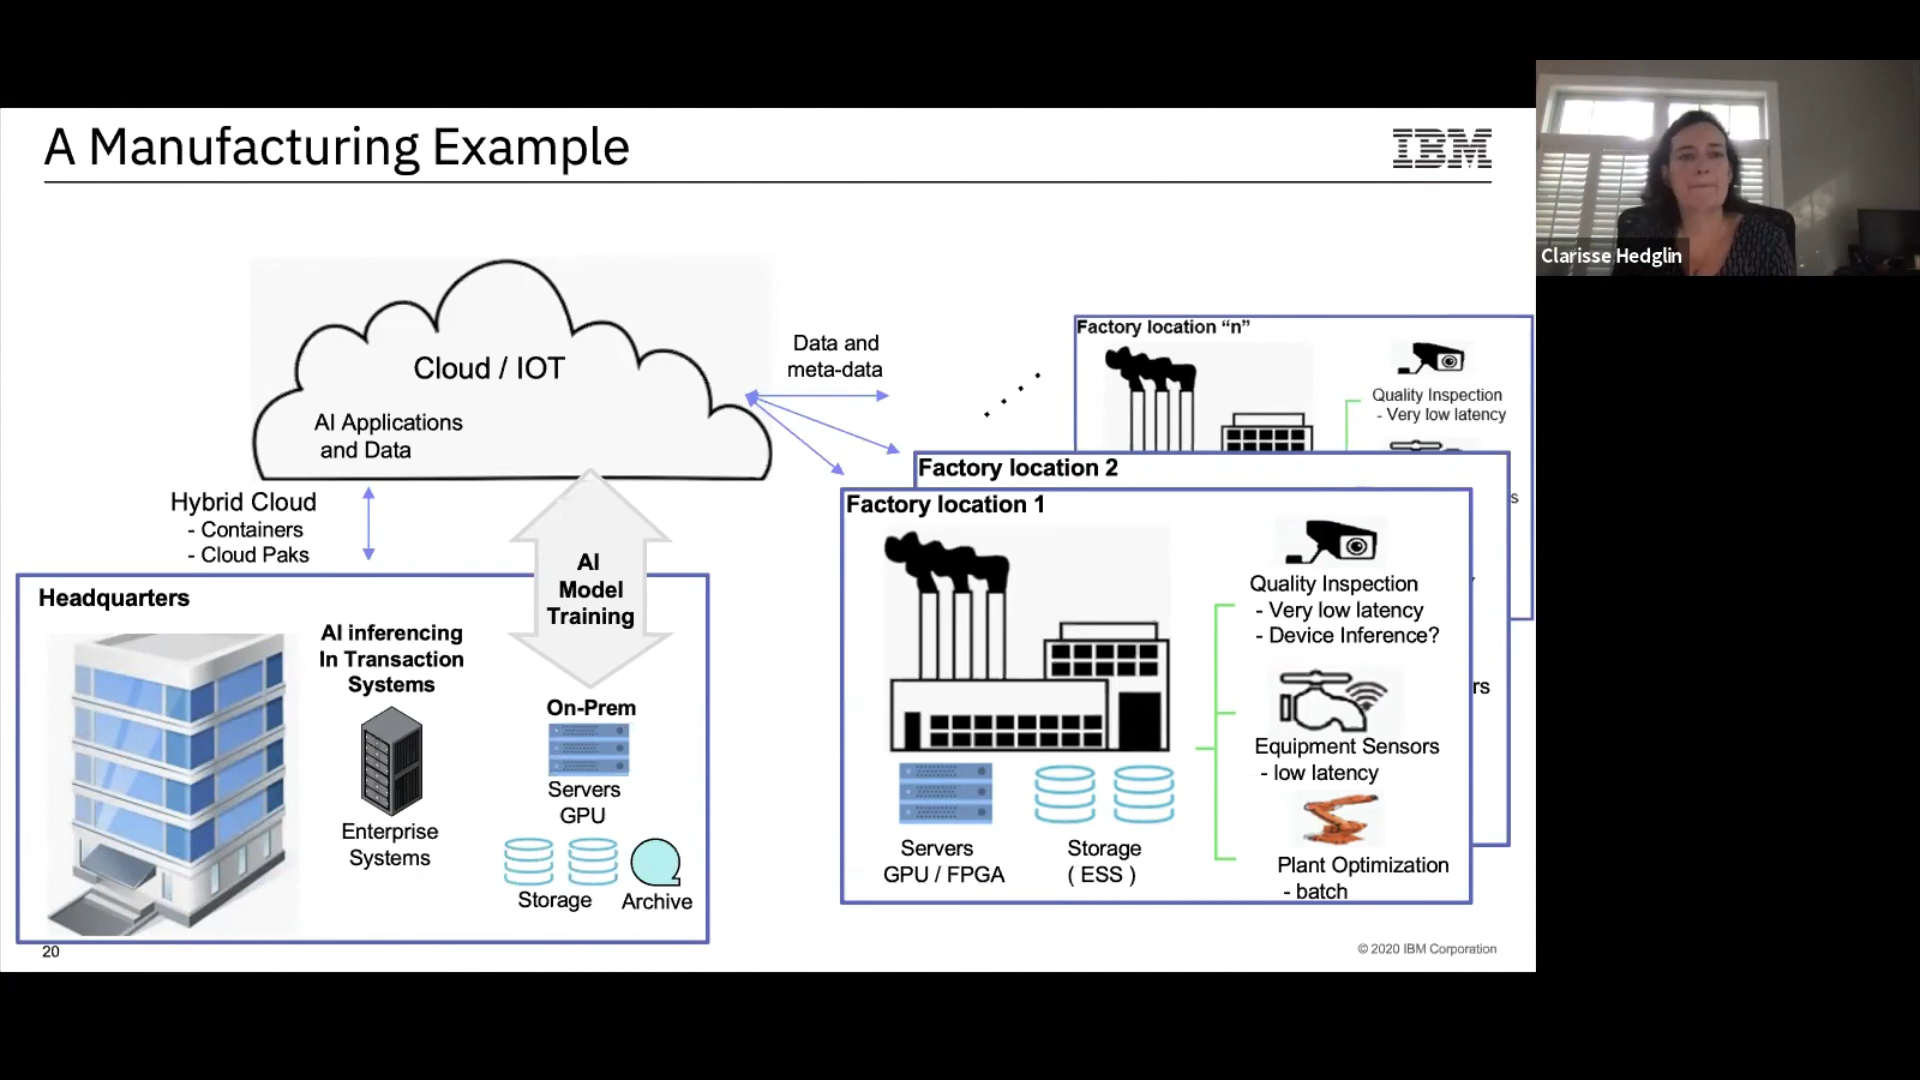 A Manufacturing Example
IBM
Clarisse Hedglin
Cloud / IOT
AI Applications
and Data
Data and
meta-data
Hybrid Cloud
- Containers
- Cloud Paks
AI
Model
Training
Headquarters
AI inferencing
In Transaction
Systems
Enterprise
Systems
On-Prem
Servers
GPU
Storage
Archive
Factory location “n”
Quality Inspection
- Very low latency
Factory location 2
s
rs
Factory location 1
Quality Inspection
- Very low latency
- Device Inference?
Equipment Sensors
- low latency
Plant Optimization
- batch
Servers
GPU / FPGA
Storage
( ESS )
20
© 2020 IBM Corporation